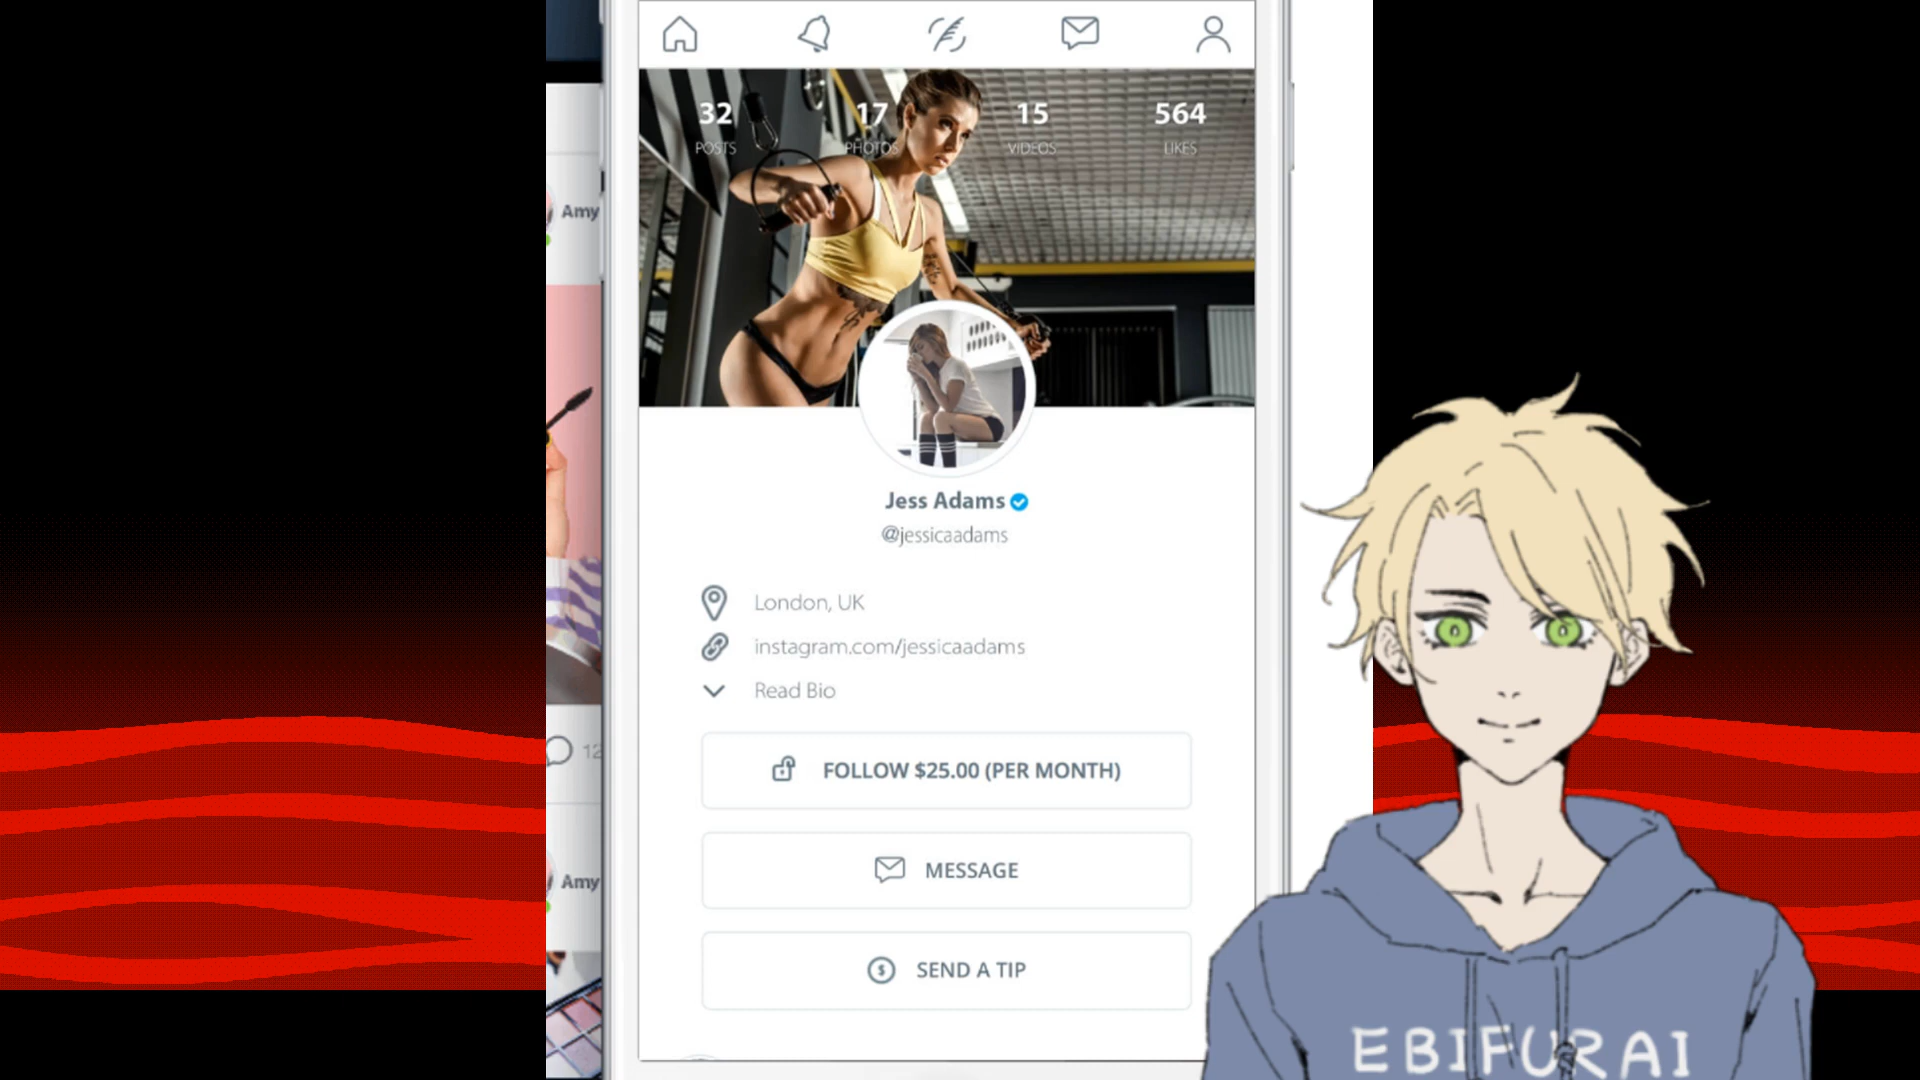 32 17 15 564
POSTS PHOTOS VIDEOS LIKES
Amy
Jess Adams
@jessicaadams
London, UK
instagram.com/jessicaadams
Read Bio
12
FOLLOW $25.00 (PER MONTH)
MESSAGE
Amy
SEND A TIP
EBIFURAI